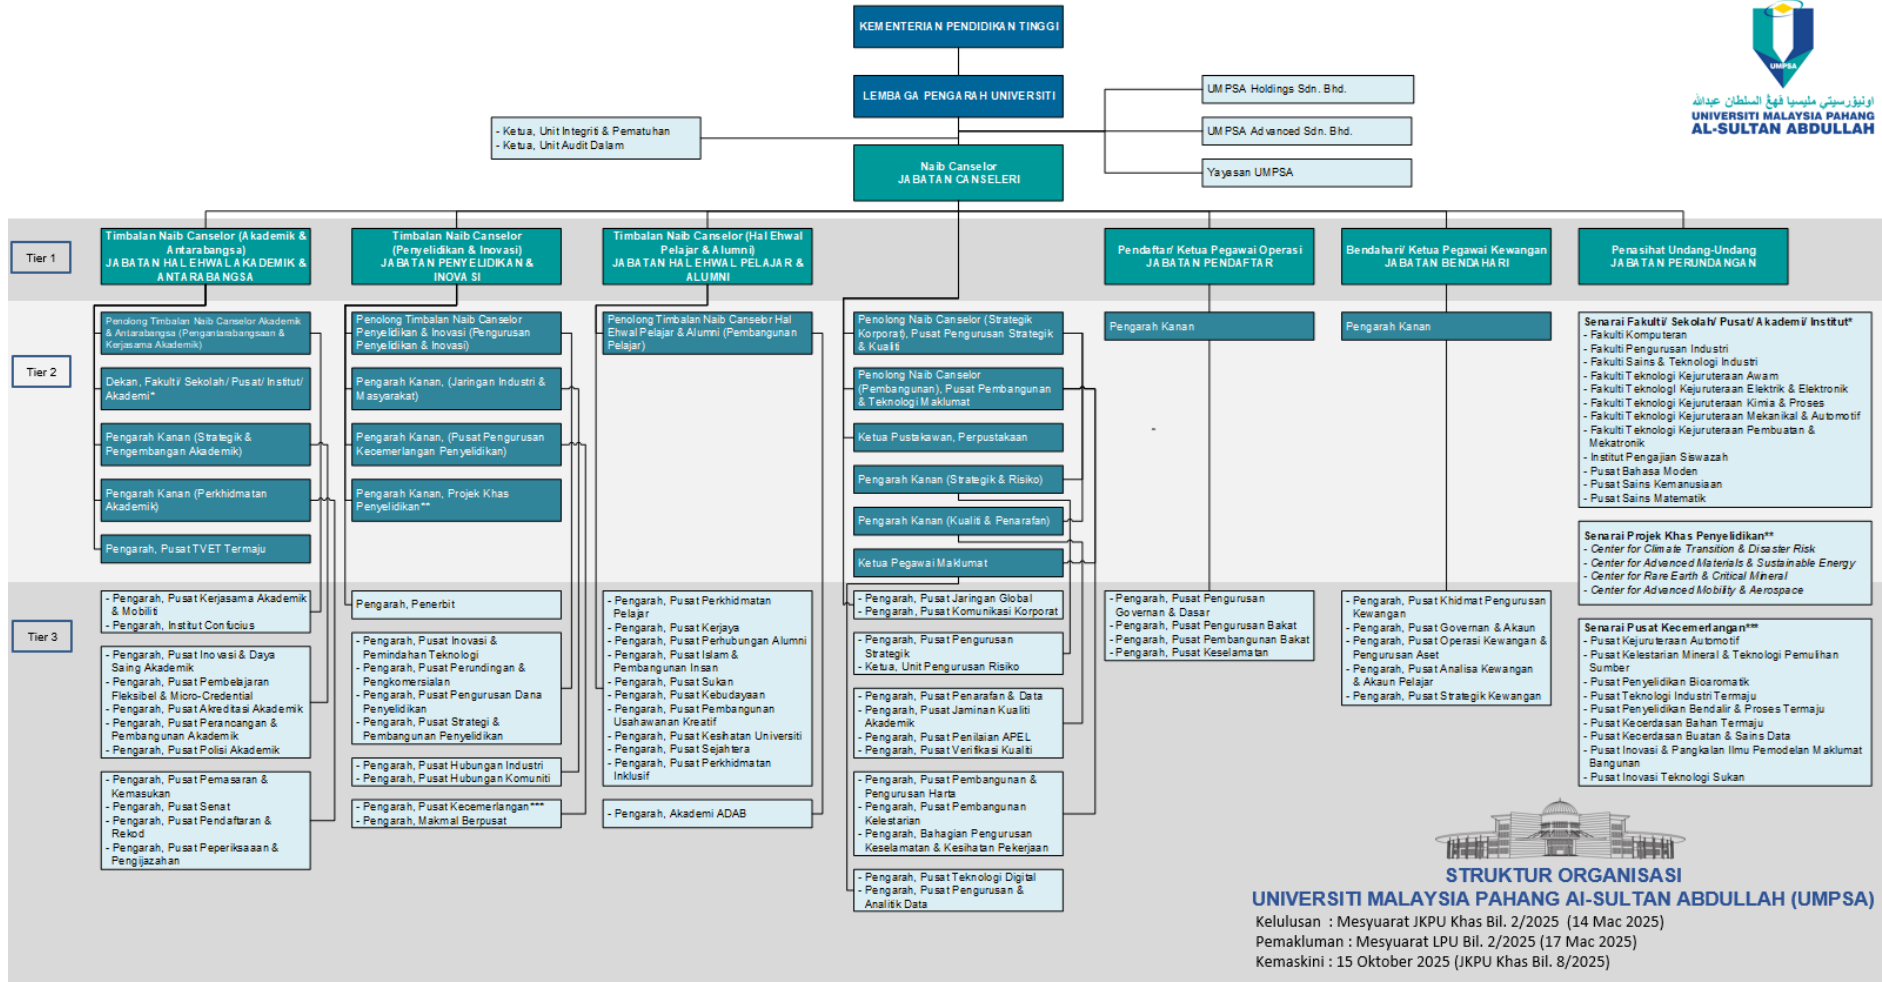 KEMENTERIAN PENDIDIKAN TINGGI
LEMBAGA PENGARAH UNIVERSITI
UMPSA
اونيۏرسيتي مليسيا ڤهڠ السلطان عبدالله
UNIVERSITI MALAYSIA PAHANG
AL-SULTAN ABDULLAH
UMPSA Holdings Sdn. Bhd.
UMPSA Advanced Sdn. Bhd.
Yayasan UMPSA
- Ketua, Unit Integriti & Pematuhan
- Ketua, Unit Audit Dalam
Naib Canselor
JABATAN CANSELERI
Tier 1
Timbalan Naib Canselor (Akademik &
Antarabangsa)
JABATAN HAL EHWAL AKADEMIK &
ANTARABANGSA
Timbalan Naib Canselor
(Penyelidikan & Inovasi)
JABATAN PENYELIDIKAN &
INOVASI
Timbalan Naib Canselor (Hal Ehwal
Pelajar & Alumni)
JABATAN HAL EHWAL PELAJAR &
ALUMNI
Pendaftar/ Ketua Pegawai Operasi
JABATAN PENDAFTAR
Bendahari/ Ketua Pegawai Kewangan
JABATAN BENDAHARI
Penasihat Undang-Undang
JABATAN PERUNDANGAN
Tier 2
Penolong Timbalan Naib Canselor Akademik
& Antarabangsa (Pengantarabangsaan &
Kerjasama Akademik)
Dekan, Fakulti/ Sekolah/ Pusat/ Institut/
Akademi*
Pengarah Kanan (Strategik &
Pengembangan Akademik)
Pengarah Kanan (Perkhidmatan
Akademik)
Pengarah, Pusat TVET Termaju
Penolong Timbalan Naib Canselor
Penyelidikan & Inovasi (Pengurusan
Penyelidikan & Inovasi)
Pengarah Kanan, (Jaringan Industri &
Masyarakat)
Pengarah Kanan, (Pusat Pengurusan
Kecemerlangan Penyelidikan)
Pengarah Kanan, Projek Khas
Penyelidikan**
Penolong Timbalan Naib Canselor Hal
Ehwal Pelajar & Alumni (Pembangunan
Pelajar)
Penolong Naib Canselor (Strategik
Korporat), Pusat Pengurusan Strategik
& Kualiti
Penolong Naib Canselor
(Pembangunan), Pusat Pembangunan
& Teknologi Maklumat
Ketua Pustakawan, Perpustakaan
Pengarah Kanan (Strategik & Risiko)
Pengarah Kanan (Kualiti & Penarafan)
Ketua Pegawai Maklumat
Pengarah Kanan
-
Pengarah Kanan
Senarai Fakulti/ Sekolah/ Pusat/ Akademi/ Institut*
- Fakulti Komputeran
- Fakulti Pengurusan Industri
- Fakulti Sains & Teknologi Industri
- Fakulti Teknologi Kejuruteraan Awam
- Fakulti Teknologi Kejuruteraan Elektrik & Elektronik
- Fakulti Teknologi Kejuruteraan Kimia & Proses
- Fakulti Teknologi Kejuruteraan Mekanikal & Automotif
- Fakulti Teknologi Kejuruteraan Pembuatan &
Mekatronik
- Institut Pengajian Siswazah
- Pusat Bahasa Moden
- Pusat Sains Kemanusiaan
- Pusat Sains Matematik
Senarai Projek Khas Penyelidikan**
- Center for Climate Transition & Disaster Risk
- Center for Advanced Materials & Sustainable Energy
- Center for Rare Earth & Critical Mineral
- Center for Advanced Mobility & Aerospace
Tier 3
- Pengarah, Pusat Kerjasama Akademik
& Mobiliti
- Pengarah, Institut Confucius
- Pengarah, Pusat Inovasi & Daya
Saing Akademik
- Pengarah, Pusat Pembelajaran
Fleksibel & Micro-Credential
- Pengarah, Pusat Akreditasi Akademik
- Pengarah, Pusat Perancangan &
Pembangunan Akademik
- Pengarah, Pusat Polisi Akademik
- Pengarah, Pusat Pemasaran &
Kemasukan
- Pengarah, Pusat Senat
- Pengarah, Pusat Pendaftaran &
Rekod
- Pengarah, Pusat Peperiksaaan &
Pengijazahan
Pengarah, Penerbit
- Pengarah, Pusat Inovasi &
Pemindahan Teknologi
- Pengarah, Pusat Perundingan &
Pengkomersialan
- Pengarah, Pusat Pengurusan Dana
Penyelidikan
- Pengarah, Pusat Strategi &
Pembangunan Penyelidikan
- Pengarah, Pusat Hubungan Industri
- Pengarah, Pusat Hubungan Komuniti
- Pengarah, Pusat Kecemerlangan***
- Pengarah, Makmal Berpusat
- Pengarah, Pusat Perkhidmatan
Pelajar
- Pengarah, Pusat Kerjaya
- Pengarah, Pusat Perhubungan Alumni
- Pengarah, Pusat Islam &
Pembangunan Insan
- Pengarah, Pusat Sukan
- Pengarah, Pusat Kebudayaan
- Pengarah, Pusat Pembangunan
Usahawanan Kreatif
- Pengarah, Pusat Kesihatan Universiti
- Pengarah, Pusat Sejahtera
- Pengarah, Pusat Perkhidmatan
Inklusif
- Pengarah, Akademi ADAB
- Pengarah, Pusat Jaringan Global
- Pengarah, Pusat Komunikasi Korporat
- Pengarah, Pusat Pengurusan
Strategik
- Ketua, Unit Pengurusan Risiko
- Pengarah, Pusat Penarafan & Data
- Pengarah, Pusat Jaminan Kualiti
Akademik
- Pengarah, Pusat Penilaian APEL
- Pengarah, Pusat Verifikasi Kualiti
- Pengarah, Pusat Pembangunan &
Pengurusan Harta
- Pengarah, Pusat Pembangunan
Kelestarian
- Pengarah, Bahagian Pengurusan
Keselamatan & Kesihatan Pekerjaan
- Pengarah, Pusat Teknologi Digital
- Pengarah, Pusat Pengurusan &
Analitik Data
- Pengarah, Pusat Pengurusan
Governan & Dasar
- Pengarah, Pusat Pengurusan Bakat
- Pengarah, Pusat Pembangunan Bakat
- Pengarah, Pusat Keselamatan
- Pengarah, Pusat Khidmat Pengurusan
Kewangan
- Pengarah, Pusat Governan & Akaun
- Pengarah, Pusat Operasi Kewangan &
Pengurusan Aset
- Pengarah, Pusat Analisa Kewangan
& Akaun Pelajar
- Pengarah, Pusat Strategik Kewangan
Senarai Pusat Kecemerlangan***
- Pusat Kejuruteraan Automotif
- Pusat Kelestarian Mineral & Teknologi Pemulihan
Sumber
- Pusat Penyelidikan Bioaromatik
- Pusat Teknologi Industri Termaju
- Pusat Penyelidikan Bendalir & Proses Termaju
- Pusat Kecerdasan Bahan Termaju
- Pusat Kecerdasan Buatan & Sains Data
- Pusat Inovasi & Pangkalan Ilmu Pemodelan Maklumat
Bangunan
- Pusat Inovasi Teknologi Sukan
STRUKTUR ORGANISASI
UNIVERSITI MALAYSIA PAHANG Al-SULTAN ABDULLAH (UMPSA)
Kelulusan : Mesyuarat JKPU Khas Bil. 2/2025 (14 Mac 2025)
Pemakluman : Mesyuarat LPU Bil. 2/2025 (17 Mac 2025)
Kemaskini : 15 Oktober 2025 (JKPU Khas Bil. 8/2025)